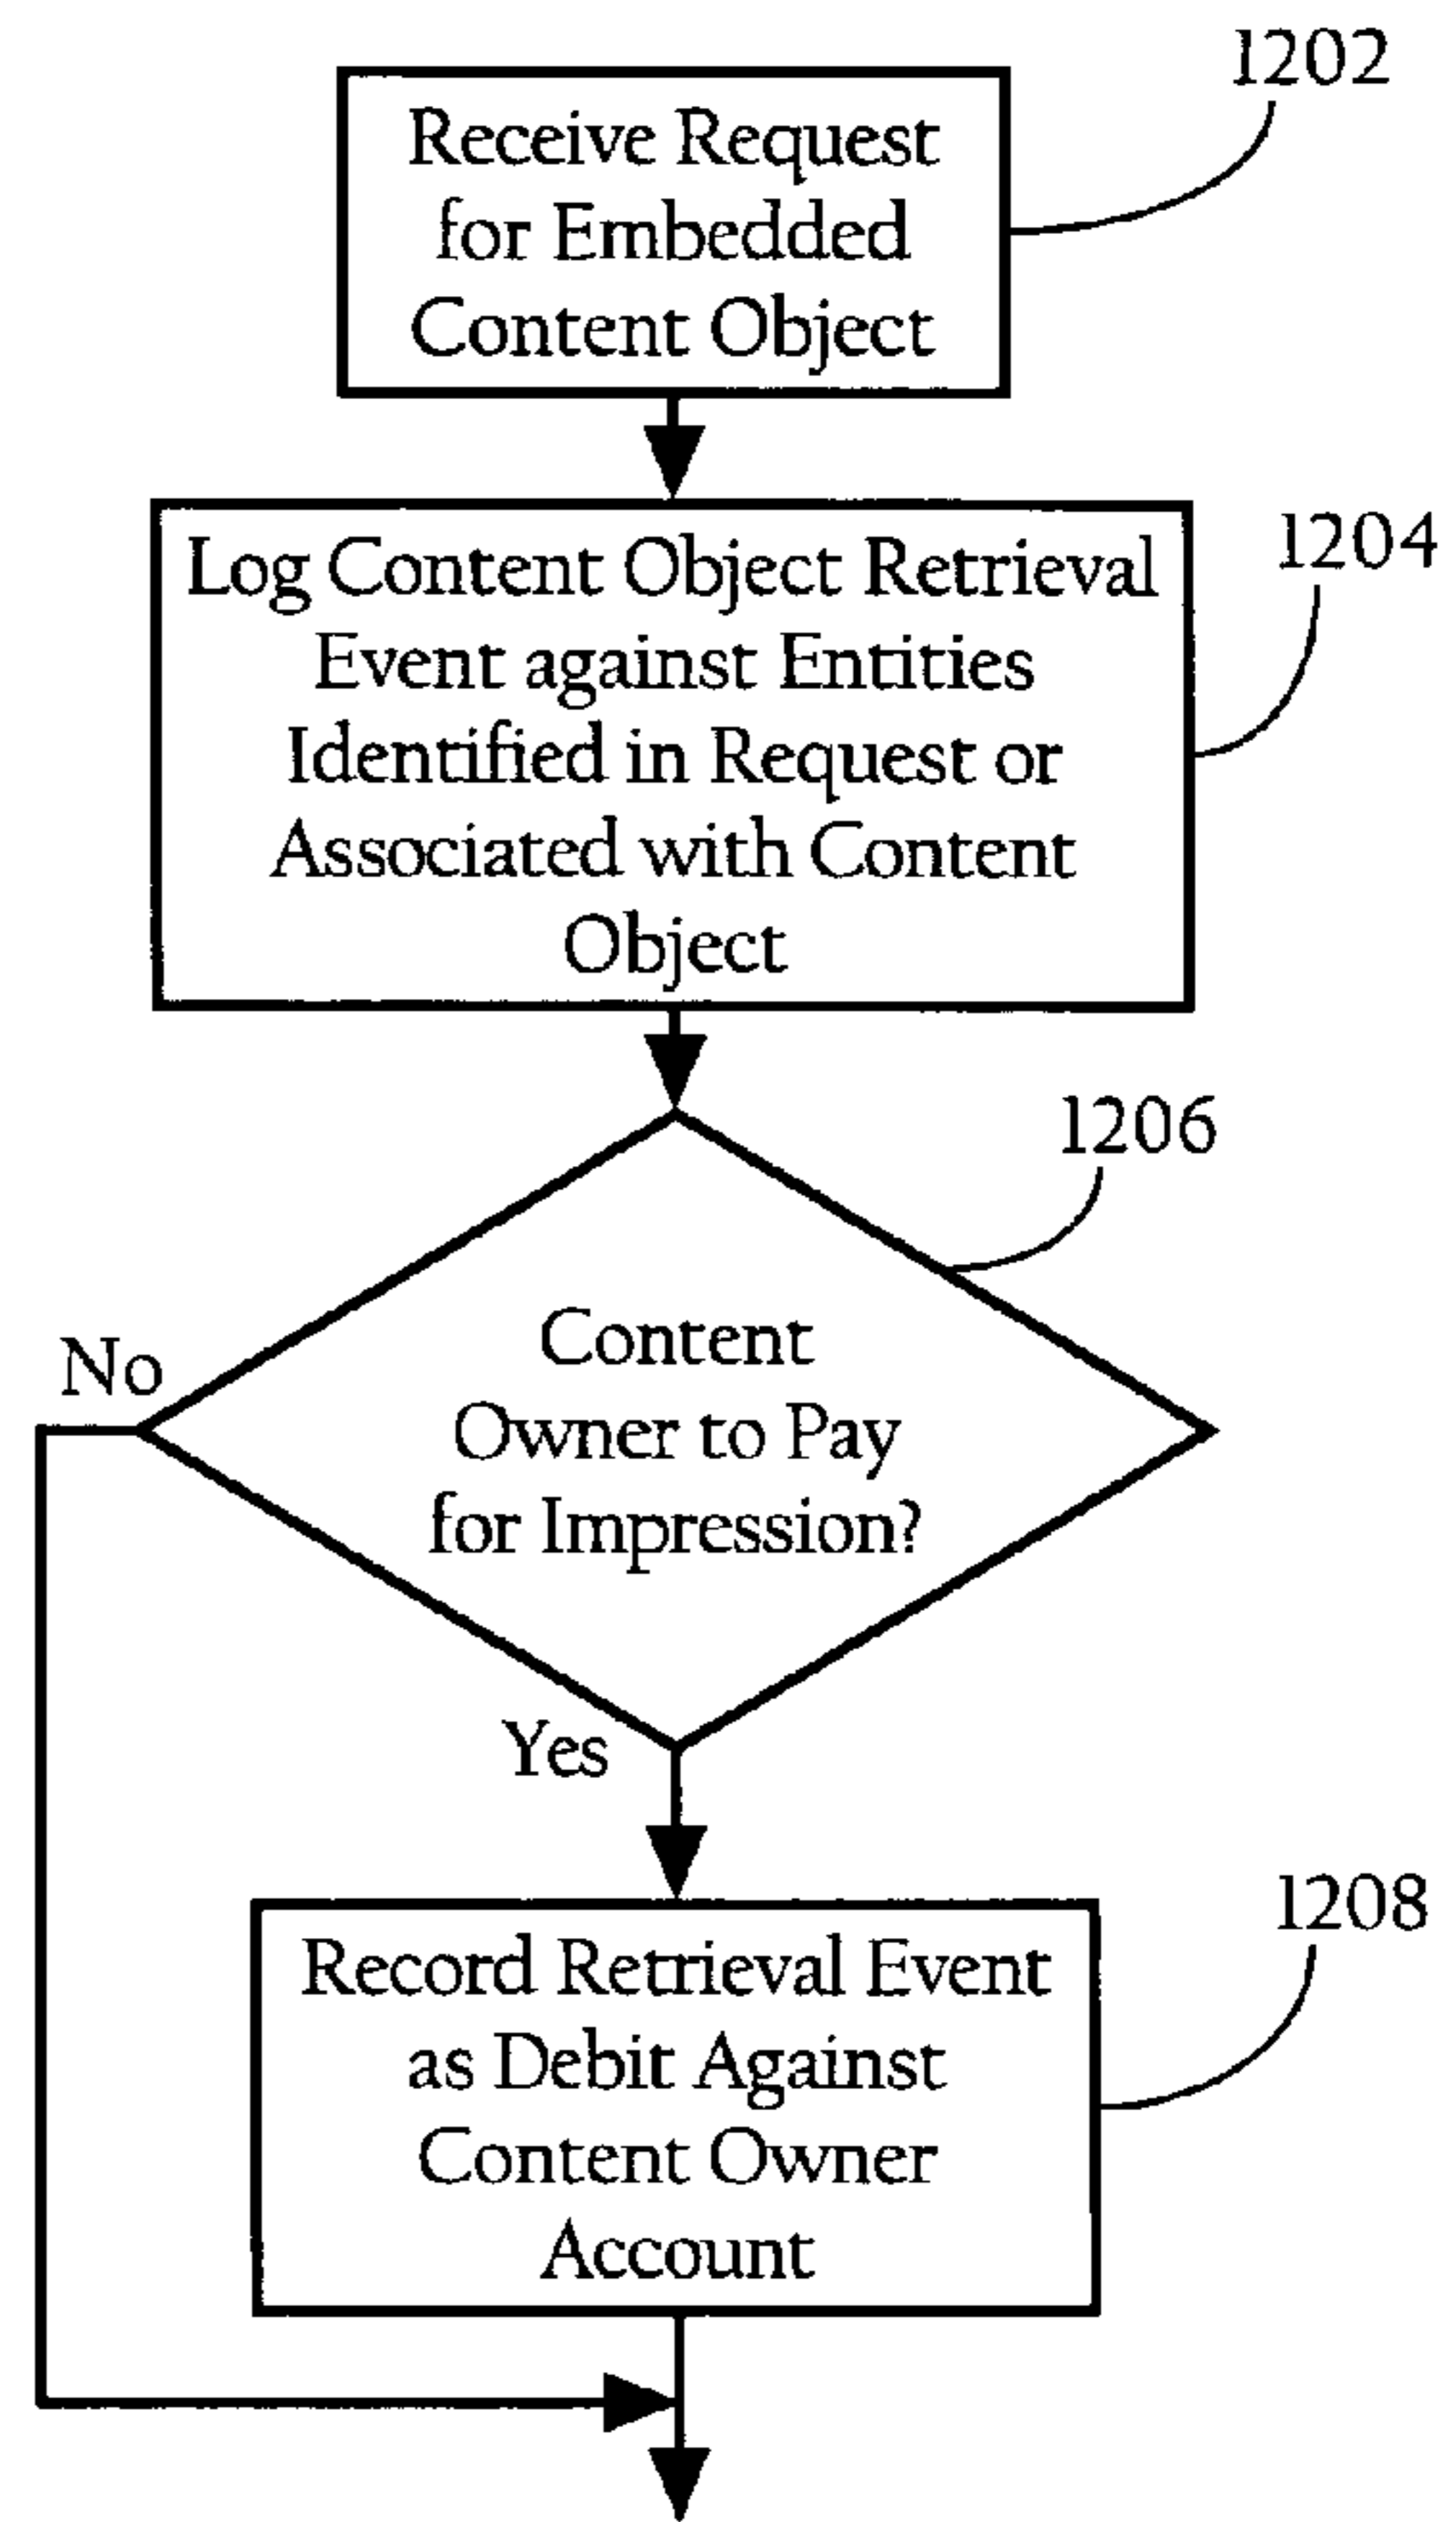 1202
Receive Request
for Embedded
Content Object
1204
Log Content Object Retrieval
Event against Entities
Identified in Request or
Associated with Content
Object
1206
Content
Owner to Pay
for Impression?
No
Yes
1208
Record Retrieval Event
as Debit Against
Content Owner
Account